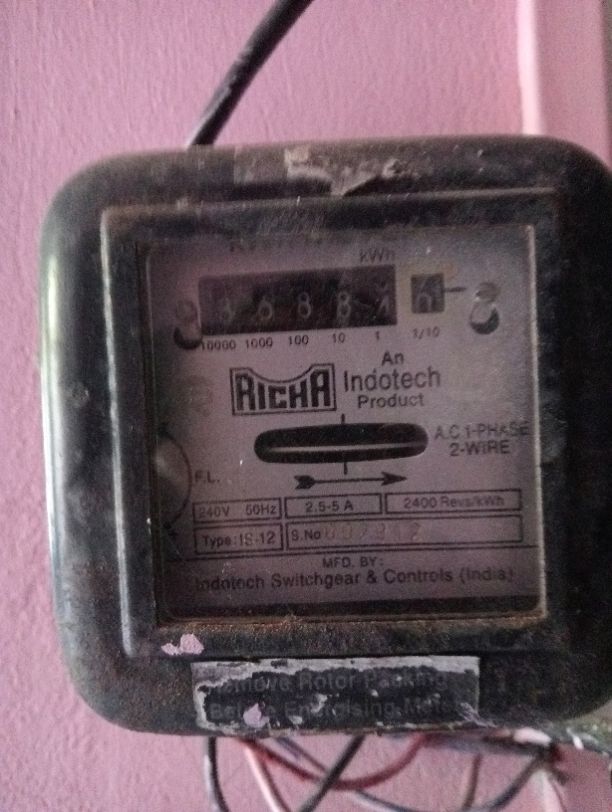 kWh
10000 1000 100 10 1 1/10
RICHA
An
Indotech
Product
A.C 1-PHASE
2-WIRE
F.L.
240V 50Hz 2.5-5 A 2400 Revs/kWh
Type:IS-12 S.No
MFD. BY:
Indotech Switchgear & Controls (India)
Remove Rotor Packing
Before Energising Meter